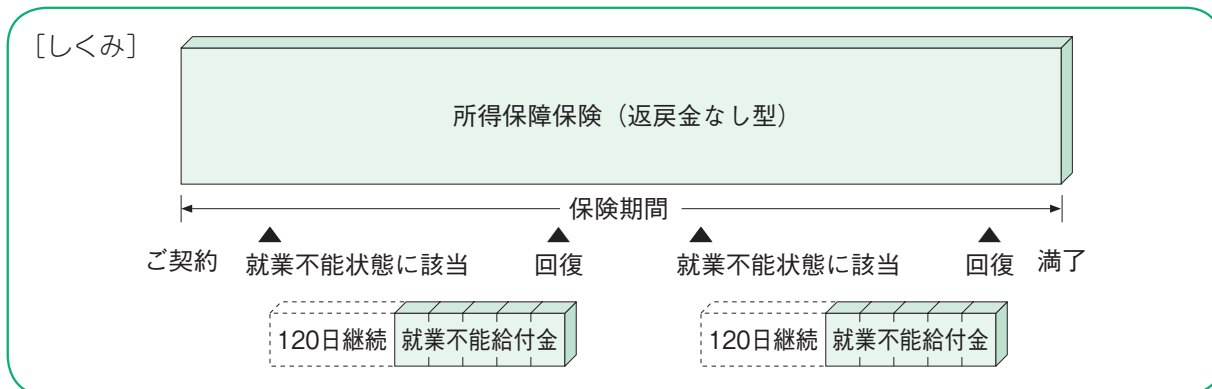 [しくみ]
所得保障保険（返戻金なし型）
保険期間
ご契約 就業不能状態に該当 回復 就業不能状態に該当 回復 満了
120日継続 就業不能給付金 120日継続 就業不能給付金